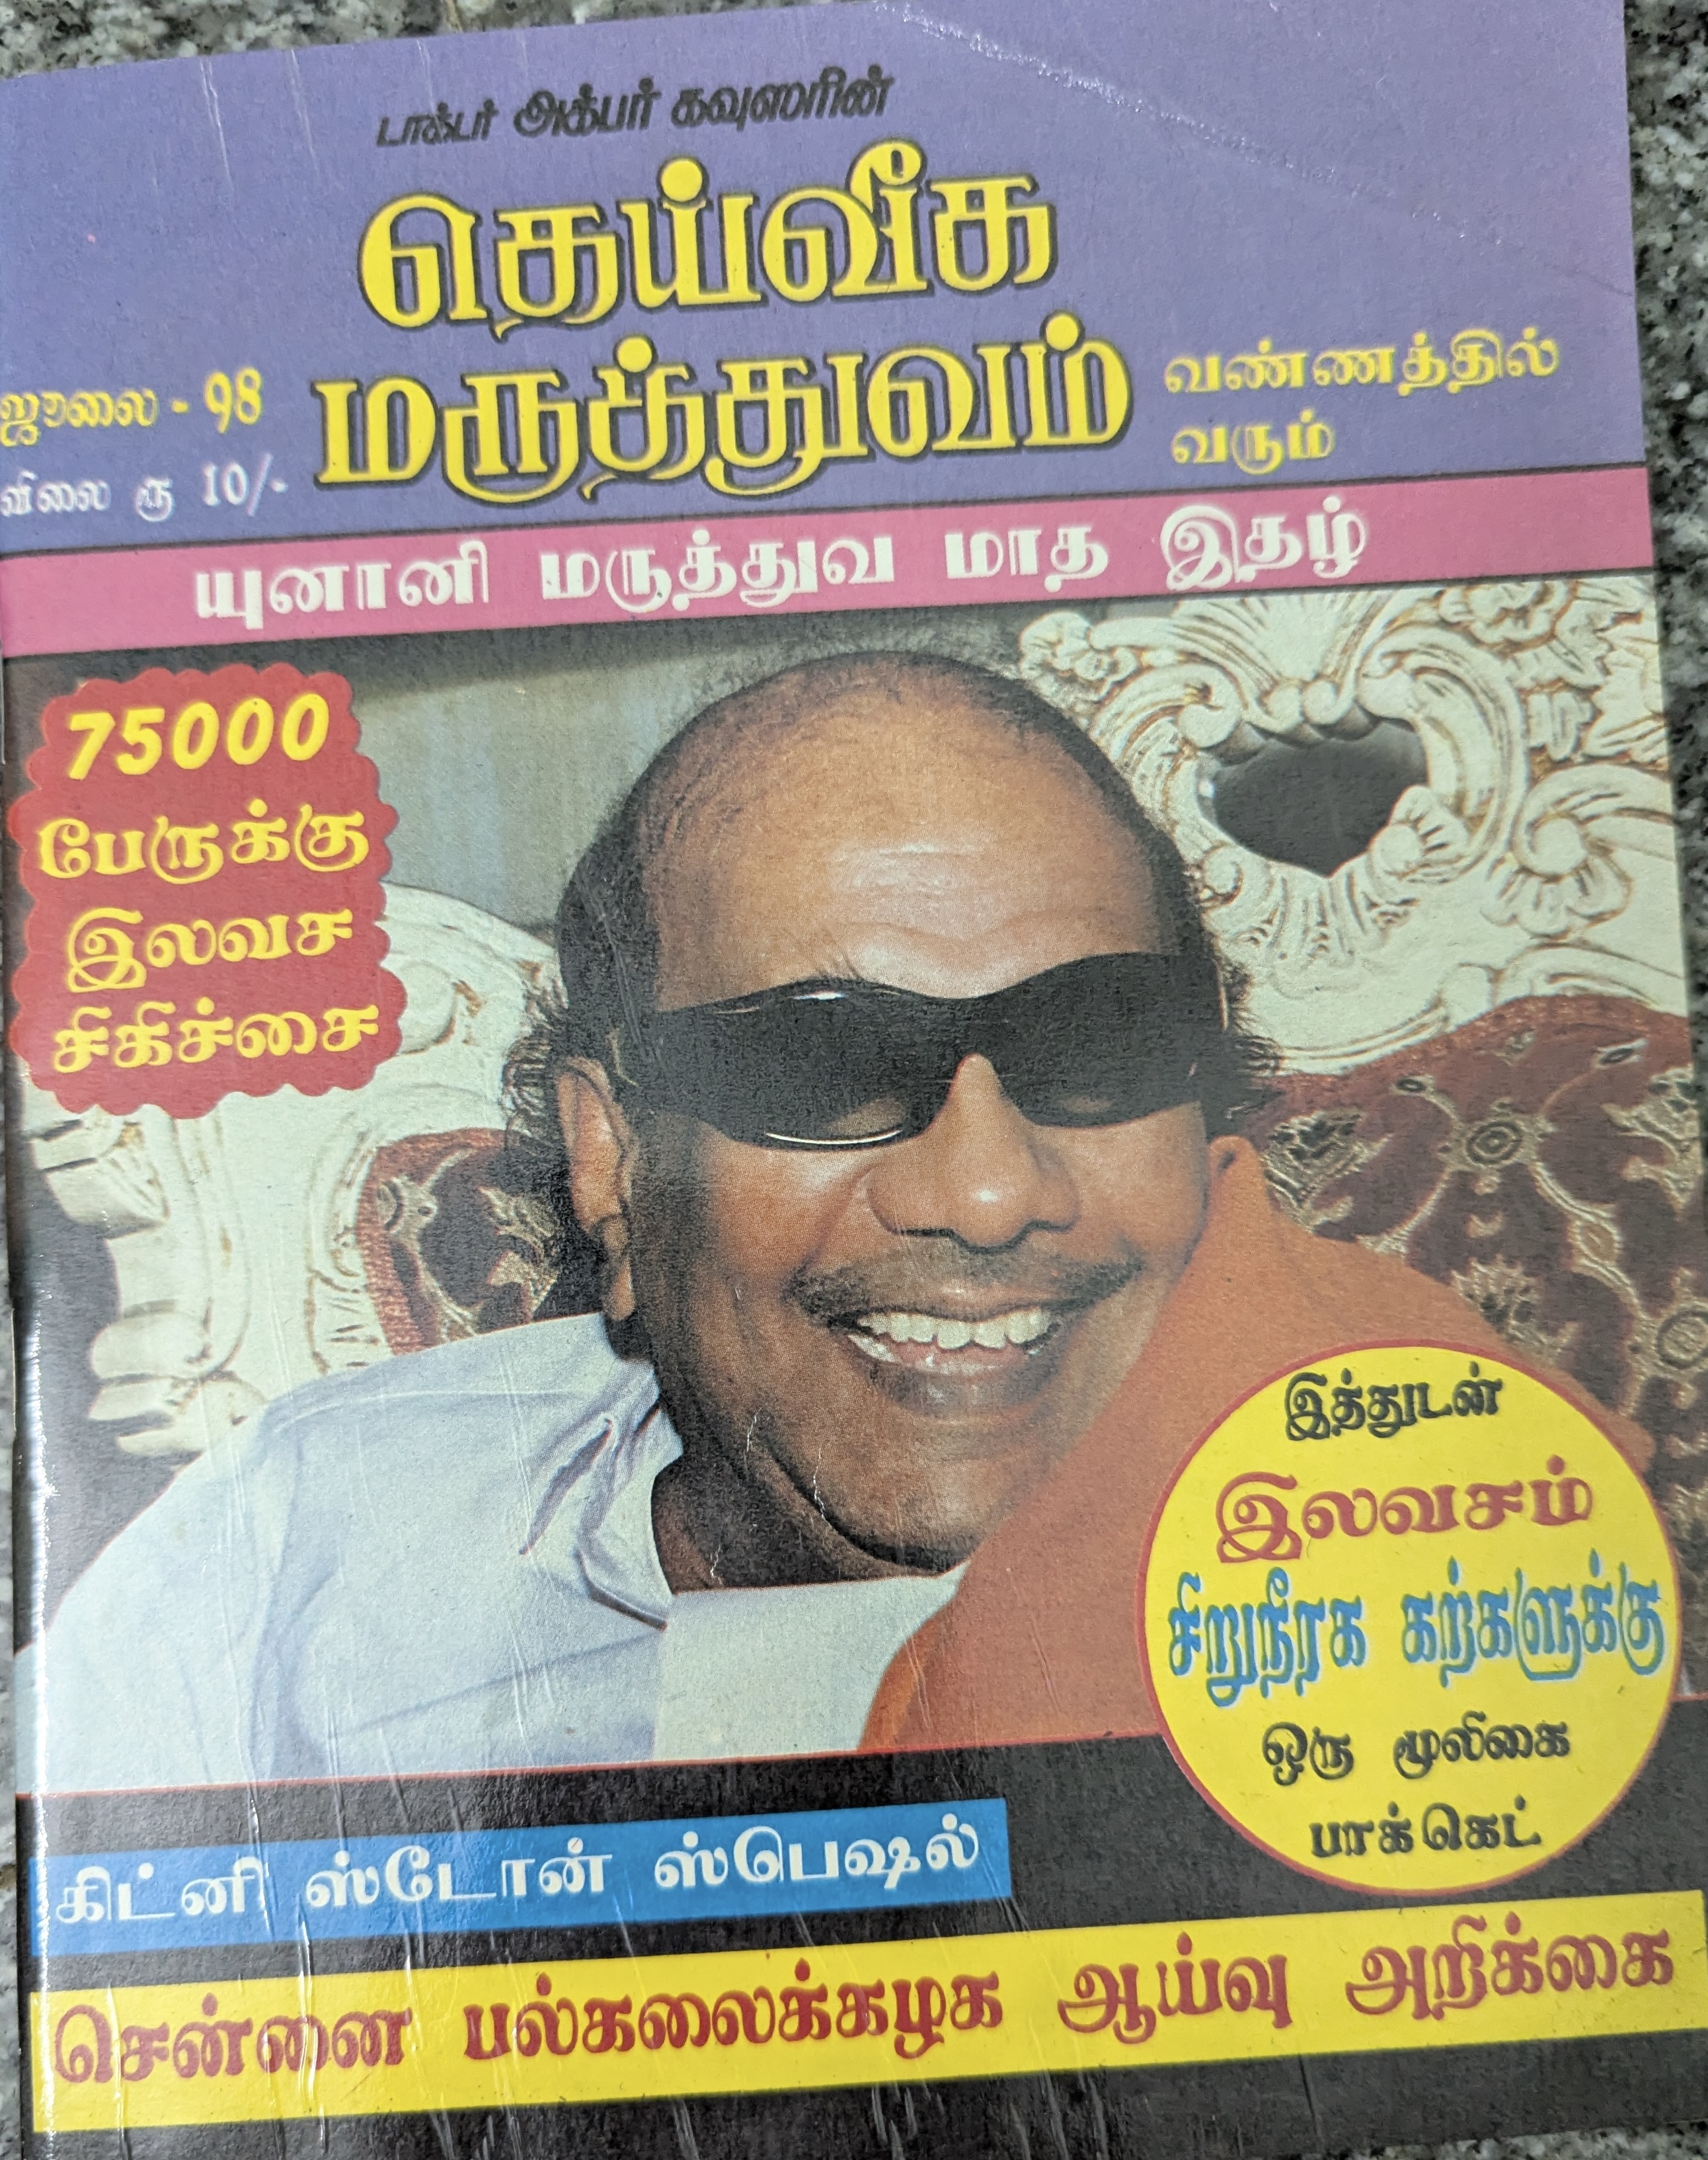 டாக்டர் அக்பர் கவுஸரின்
தெய்வீக
மருத்துவம்
ஜூலை - 98
விலை ரூ 10/-
வண்ணத்தில்
வரும்
யுனானி மருத்துவ மாத இதழ்
75000
பேருக்கு
இலவச
சிகிச்சை
இத்துடன்
இலவசம்
சிறுநீரக கற்களுக்கு
ஒரு மூலிகை
பாக்கெட்
கிட்னி ஸ்டோன் ஸ்பெஷல்
சென்னை பல்கலைக்கழக ஆய்வு அறிக்கை